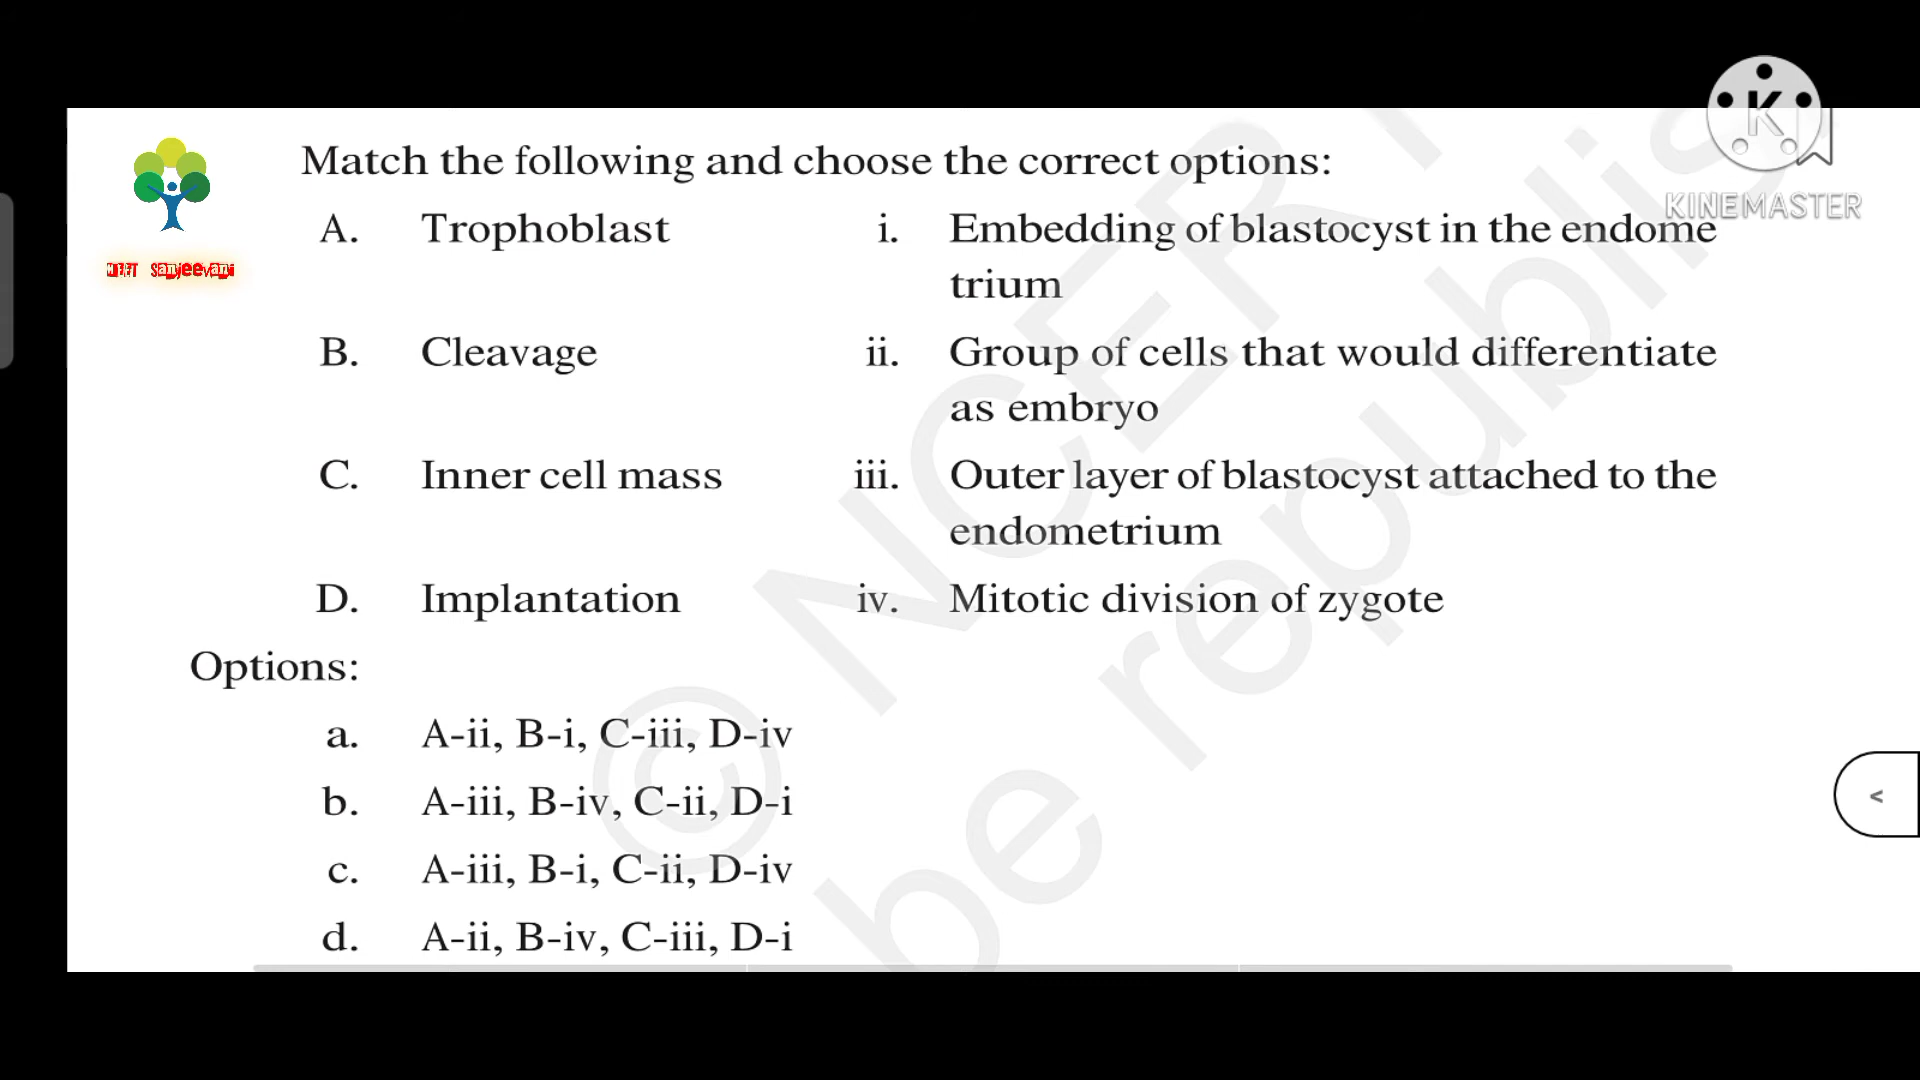 KINEMASTER
Match the following and choose the correct options:
A. Trophoblast i. Embedding of blastocyst in the endome
trium
B. Cleavage ii. Group of cells that would differentiate
as embryo
C. Inner cell mass iii. Outer layer of blastocyst attached to the
endometrium
D. Implantation iv. Mitotic division of zygote
Options:
a. A-ii, B-i, C-iii, D-iv
b. A-iii, B-iv, C-ii, D-i
c. A-iii, B-i, C-ii, D-iv
d. A-ii, B-iv, C-iii, D-i
© NCERT
be republis
<